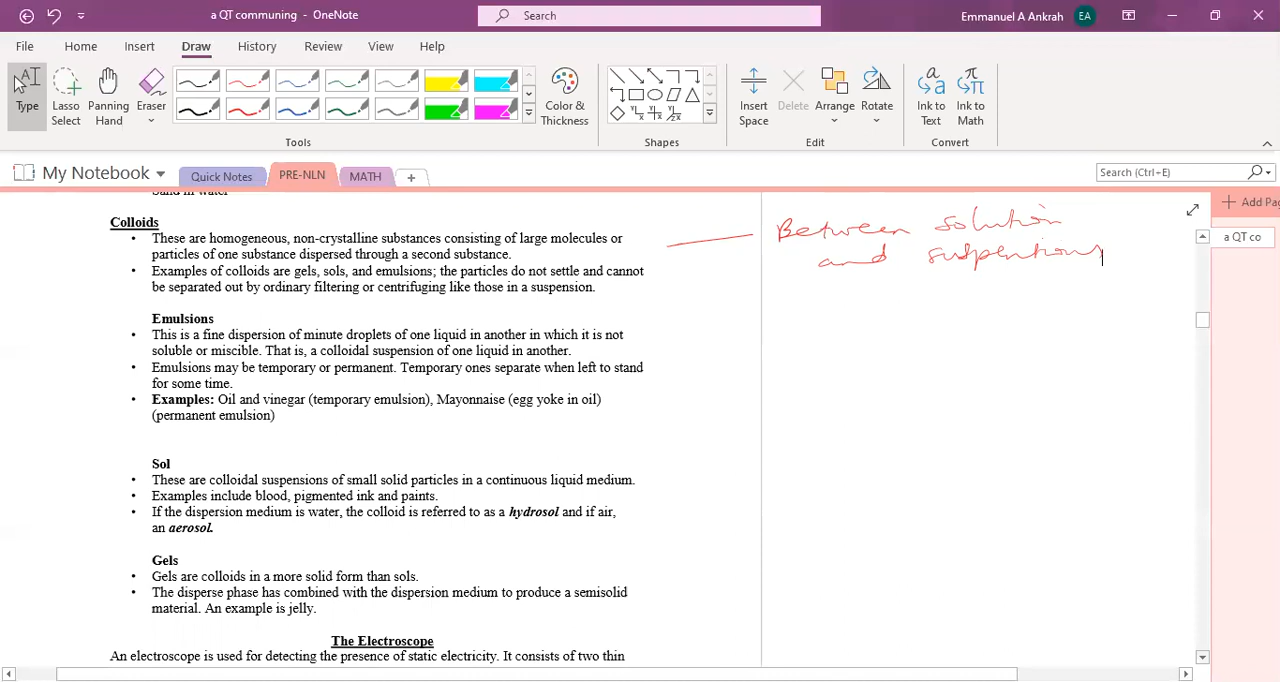 a QT communing - OneNote
Search
Emmanuel A Ankrah
EA
File Home Insert Draw History Review View Help
Type
Lasso Select
Panning Hand
Eraser
Color & Thickness
Insert Space
Delete
Arrange
Rotate
Ink to Text
Ink to Math
Tools
Shapes
Edit
Convert
My Notebook
Quick Notes
PRE-NLN
MATH
Search (Ctrl+E)
Add Pag
a QT co
Sand in water
Colloids
• These are homogeneous, non-crystalline substances consisting of large molecules or
particles of one substance dispersed through a second substance.
• Examples of colloids are gels, sols, and emulsions; the particles do not settle and cannot
be separated out by ordinary filtering or centrifuging like those in a suspension.
Emulsions
• This is a fine dispersion of minute droplets of one liquid in another in which it is not
soluble or miscible. That is, a colloidal suspension of one liquid in another.
• Emulsions may be temporary or permanent. Temporary ones separate when left to stand
for some time.
• Examples: Oil and vinegar (temporary emulsion), Mayonnaise (egg yoke in oil)
(permanent emulsion)
Sol
• These are colloidal suspensions of small solid particles in a continuous liquid medium.
• Examples include blood, pigmented ink and paints.
• If the dispersion medium is water, the colloid is referred to as a hydrosol and if air,
an aerosol.
Gels
• Gels are colloids in a more solid form than sols.
• The disperse phase has combined with the dispersion medium to produce a semisolid
material. An example is jelly.
The Electroscope
An electroscope is used for detecting the presence of static electricity. It consists of two thin
Between solution
and suspentions